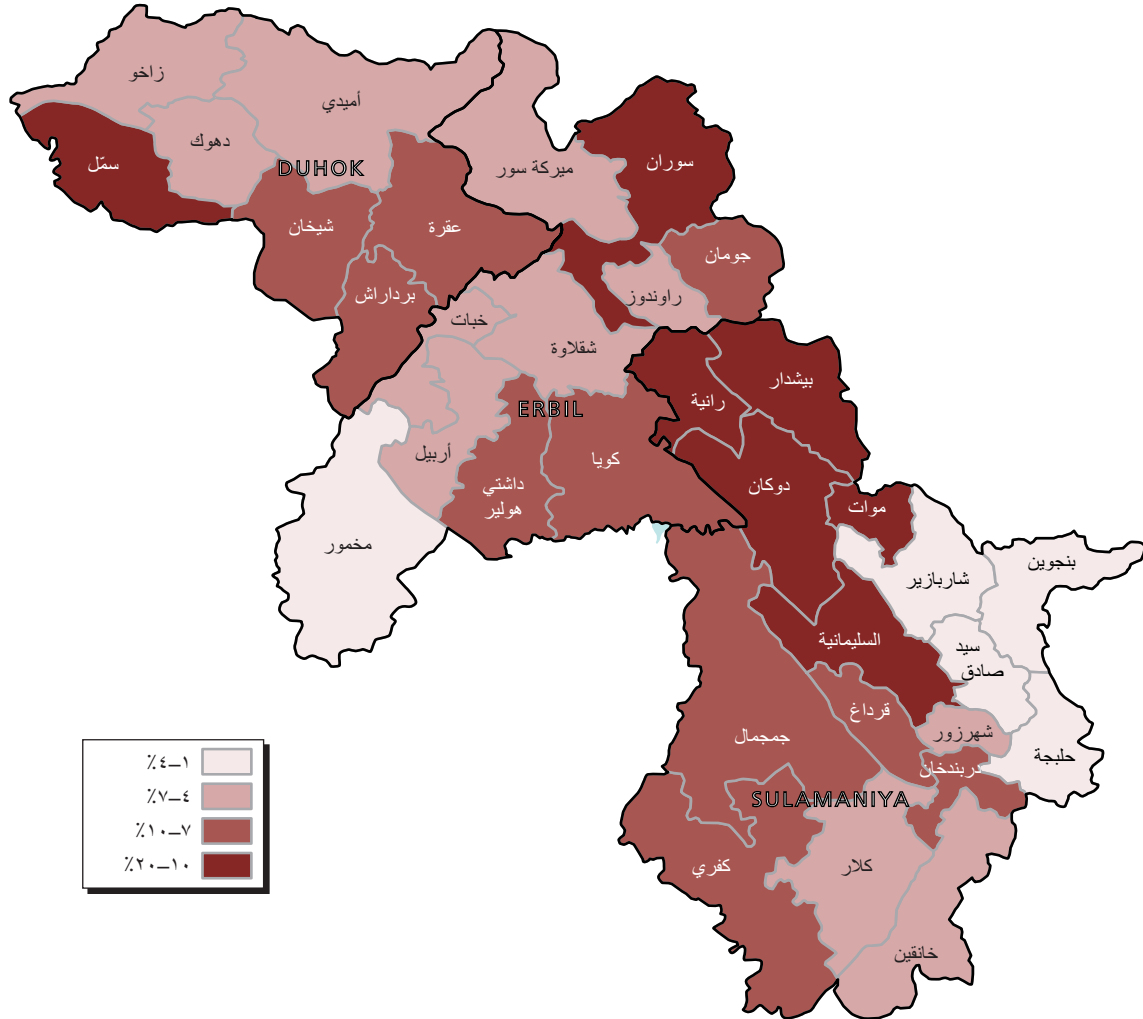 زاخو
أميدي
دهوك
سمّل
DUHOK
ميركة سور
سوران
شيخان
عقرة
جومان
برداراش
راوندوز
خبات
شقلاوة
بيشدار
رانية
ERBIL
أربيل
كويا
داشتي
هولير
دوكان
موات
مخمور
شاربازير
بنجوين
السليمانية
سيد
صادق
قرداغ
شهرزور
جمجمال
حلبجة
دربندخان
SULAMANIYA
كفري
كلار
خانقين
١–٤٪
٤–٧٪
٧–١٠٪
١٠–٢٠٪